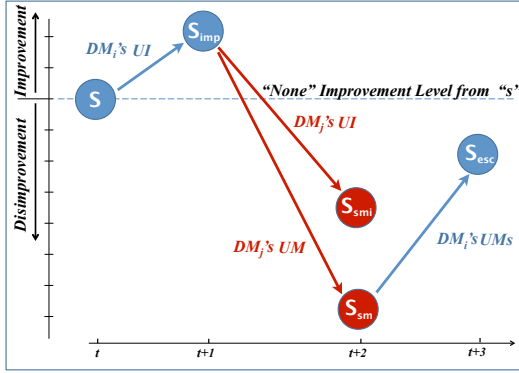 Improvement
Disimprovement
DMi's UI
Simp
S
"None" Improvement Level from "s"
DMj's UI
Sesc
Ssmi
DMj's UM
DMi's UMs
Ssm
t
t+1
t+2
t+3